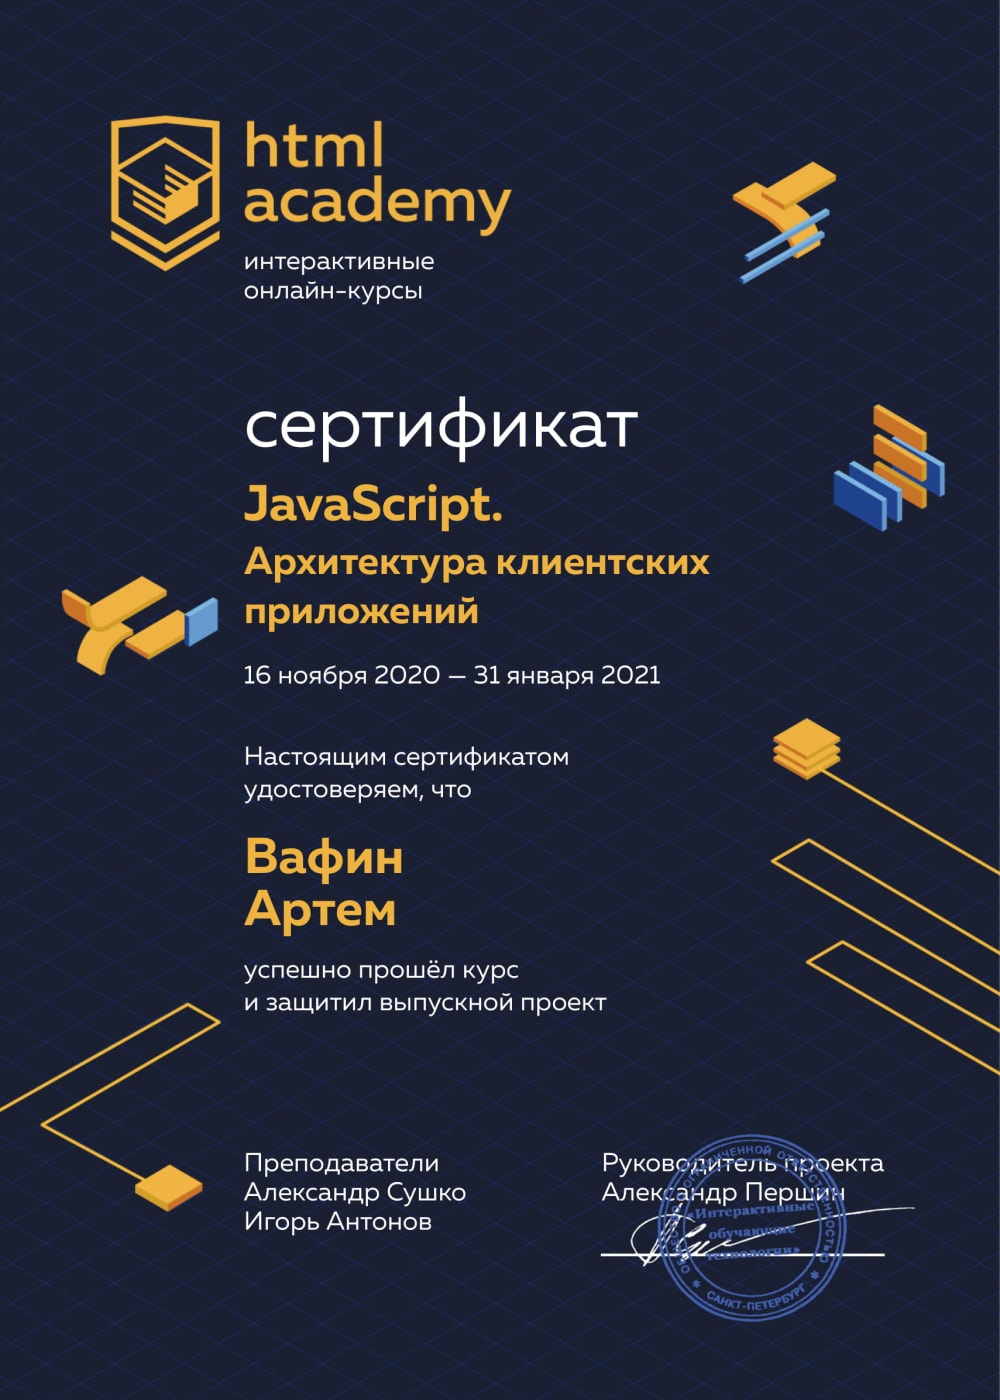 html
academy
интерактивные
онлайн-курсы
сертификат
JavaScript.
Архитектура клиентских
приложений
16 ноября 2020 — 31 января 2021
Настоящим сертификатом
удостоверяем, что
Вафин
Артем
успешно прошёл курс
и защитил выпускной проект
Преподаватели
Александр Сушко
Игорь Антонов
Руководитель проекта
Александр Першин
«Интерактивные
обучающие
технологии»
САНКТ-ПЕТЕРБУРГ